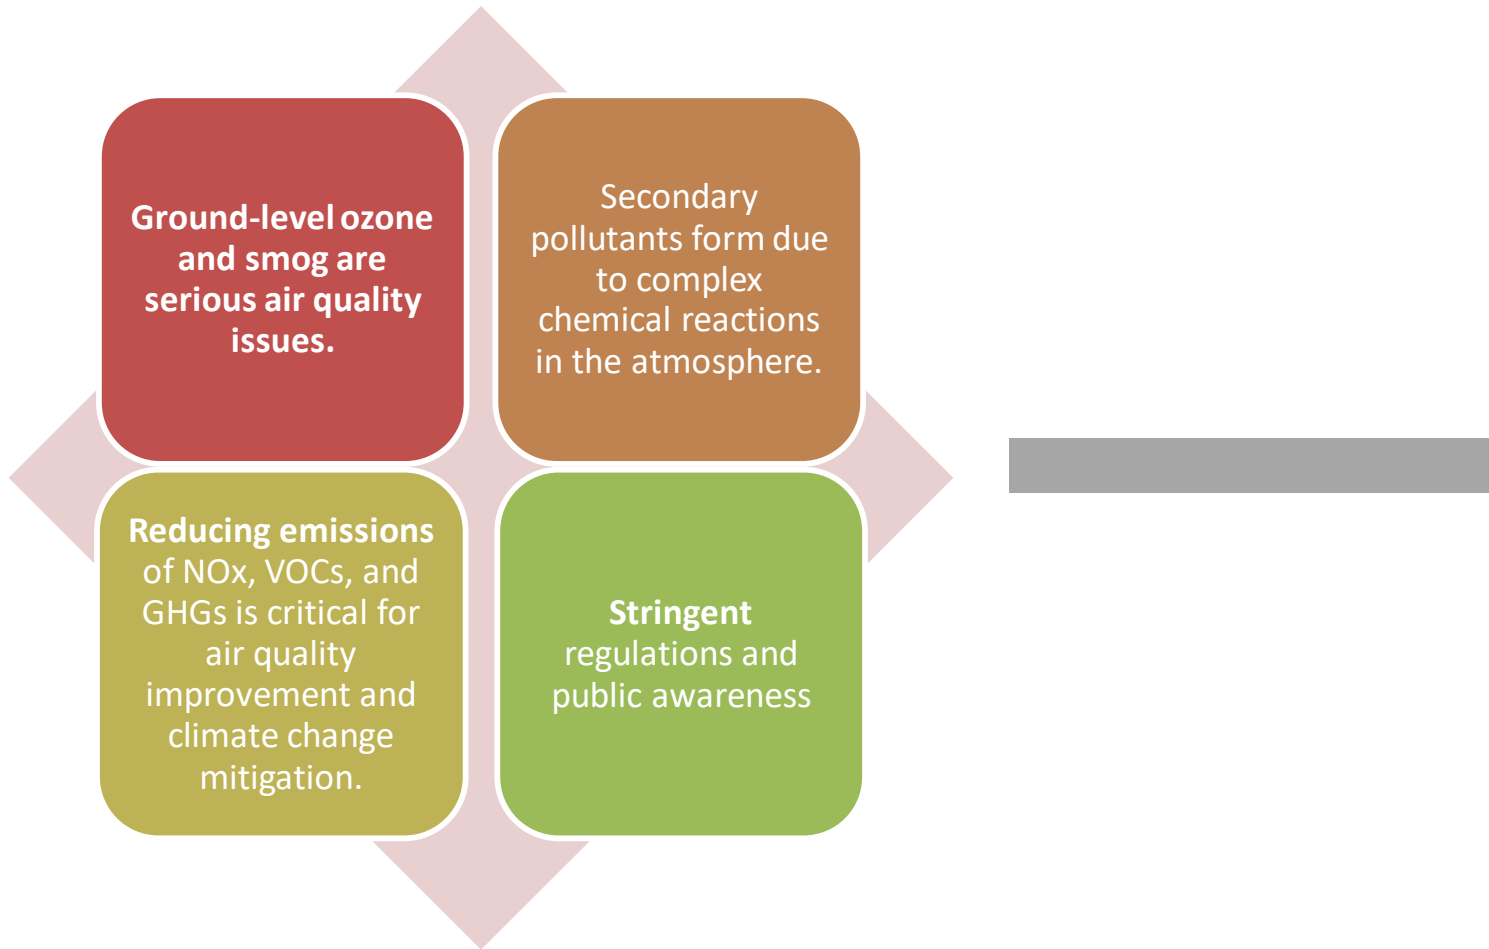 Ground-level ozone
and smog are
serious air quality
issues.
Secondary
pollutants form due
to complex
chemical reactions
in the atmosphere.
Reducing emissions
of NOx, VOCs, and
GHGs is critical for
air quality
improvement and
climate change
mitigation.
Stringent
regulations and
public awareness